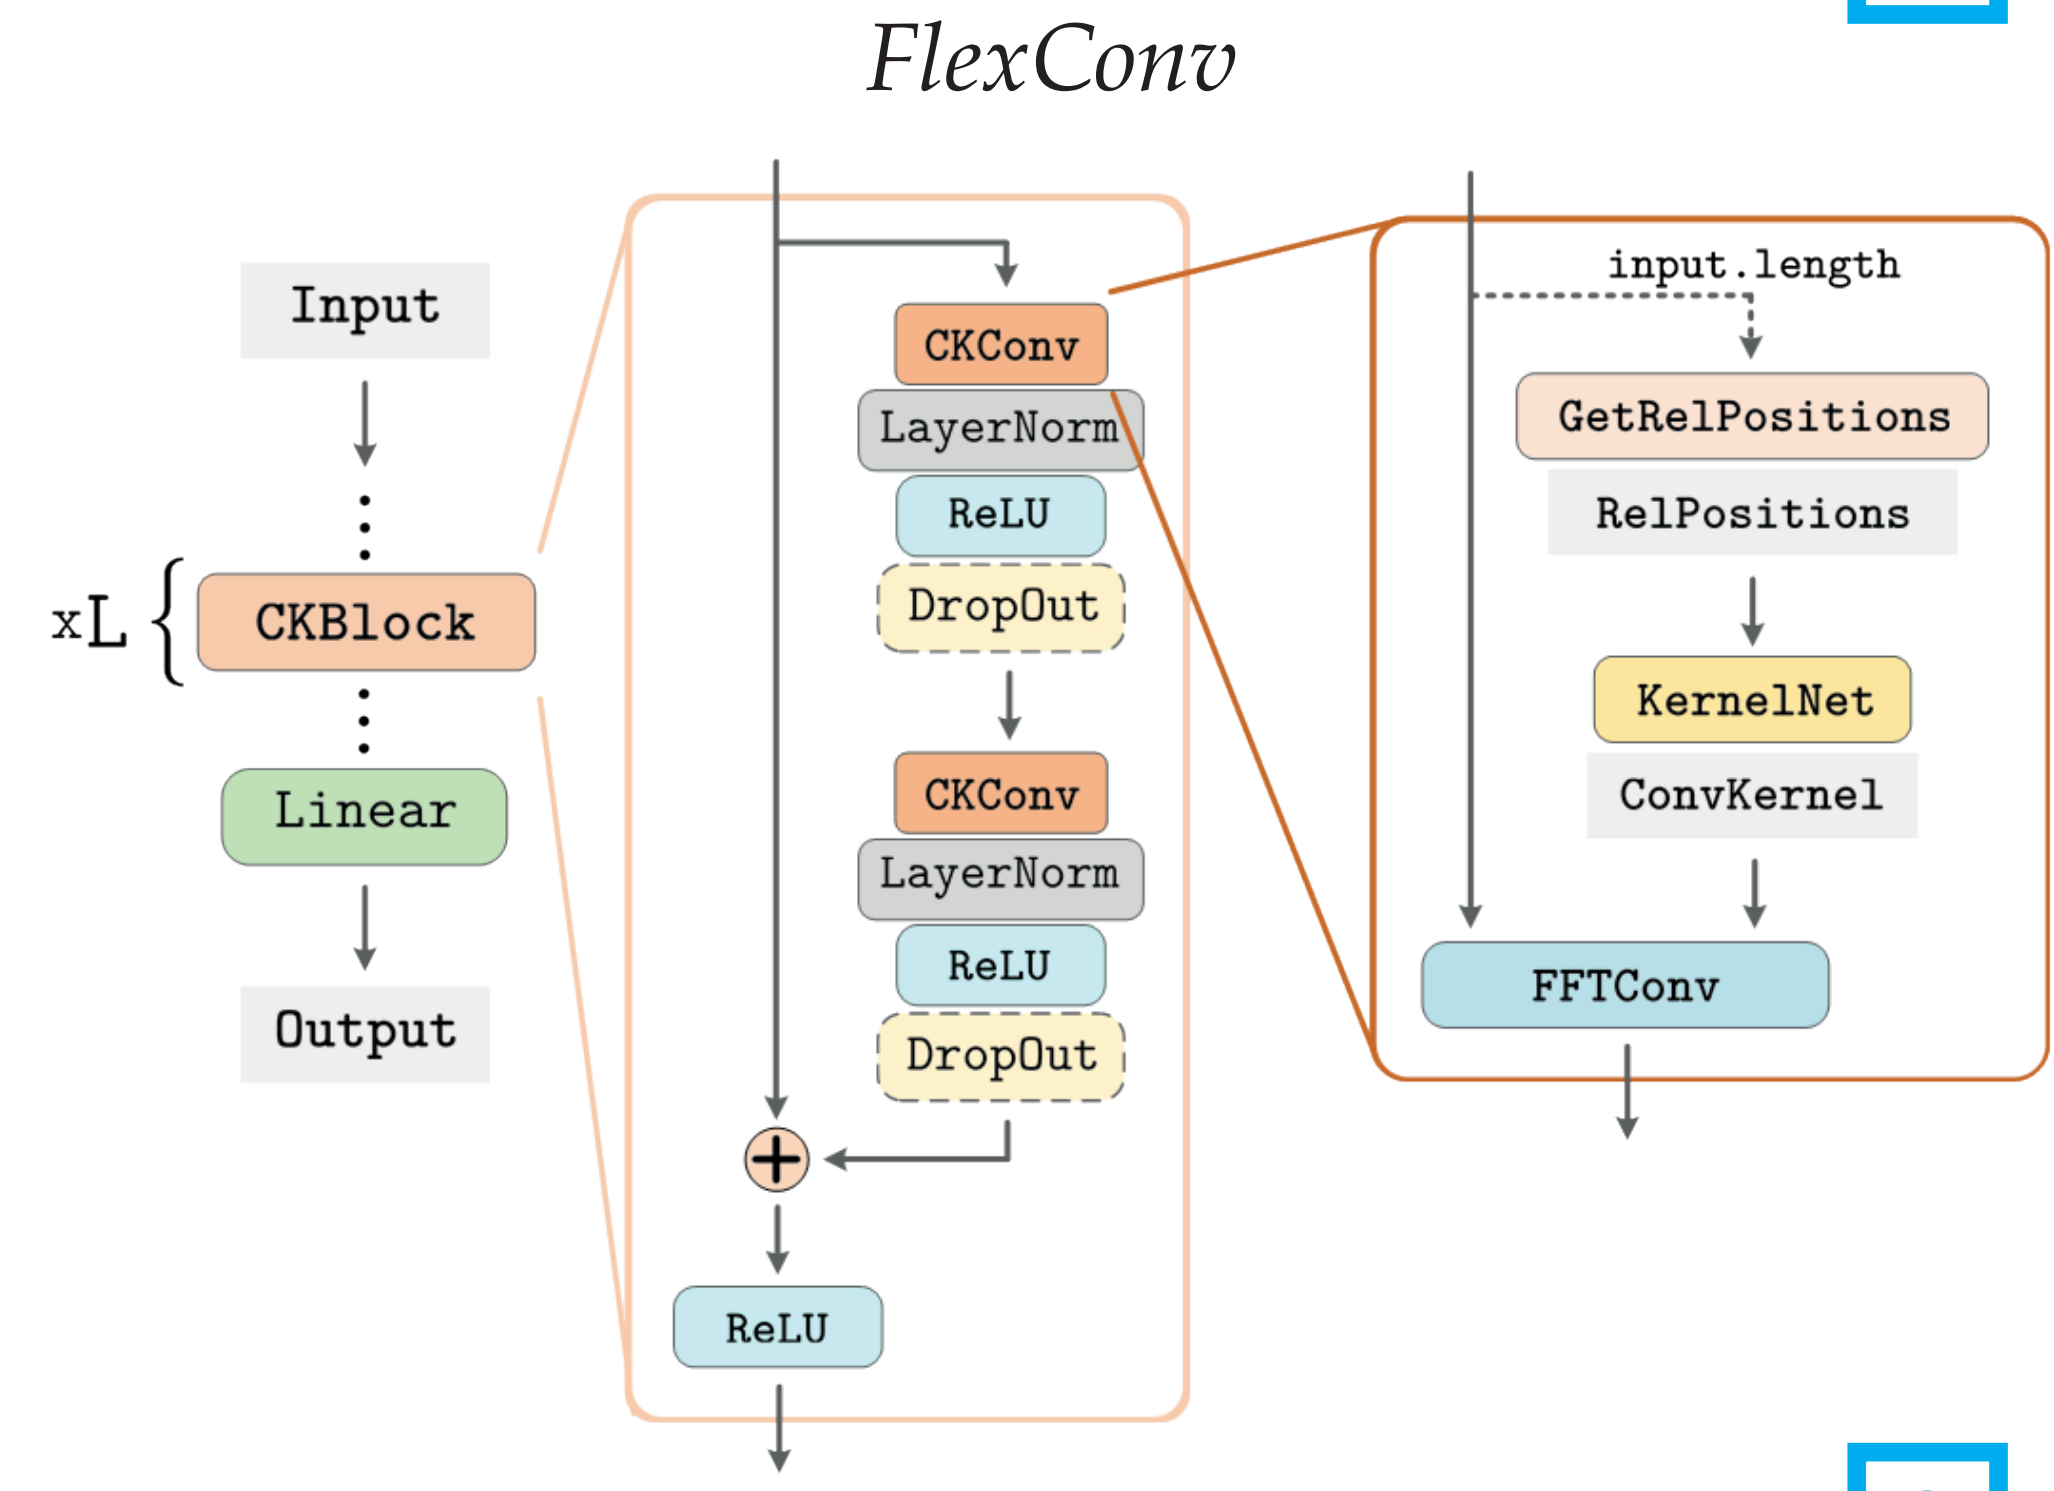 FlexConv
Input
xL
CKBlock
Linear
Output
CKConv
LayerNorm
ReLU
DropOut
CKConv
LayerNorm
ReLU
DropOut
ReLU
input.length
GetRelPositions
RelPositions
KernelNet
ConvKernel
FFTConv